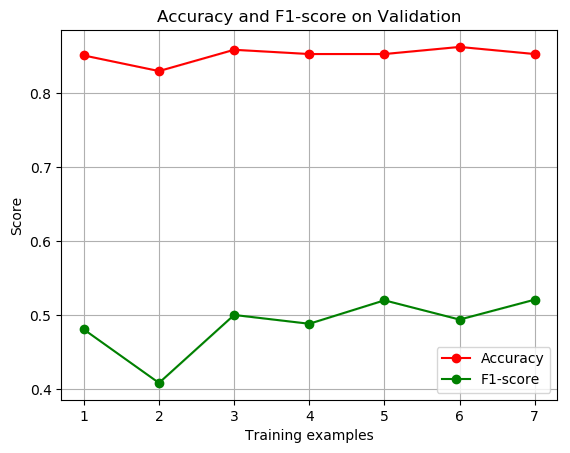 Accuracy and F1-score on Validation
Score
0.8
0.7
0.6
0.5
0.4
Accuracy
F1-score
1 2 3 4 5 6 7
Training examples